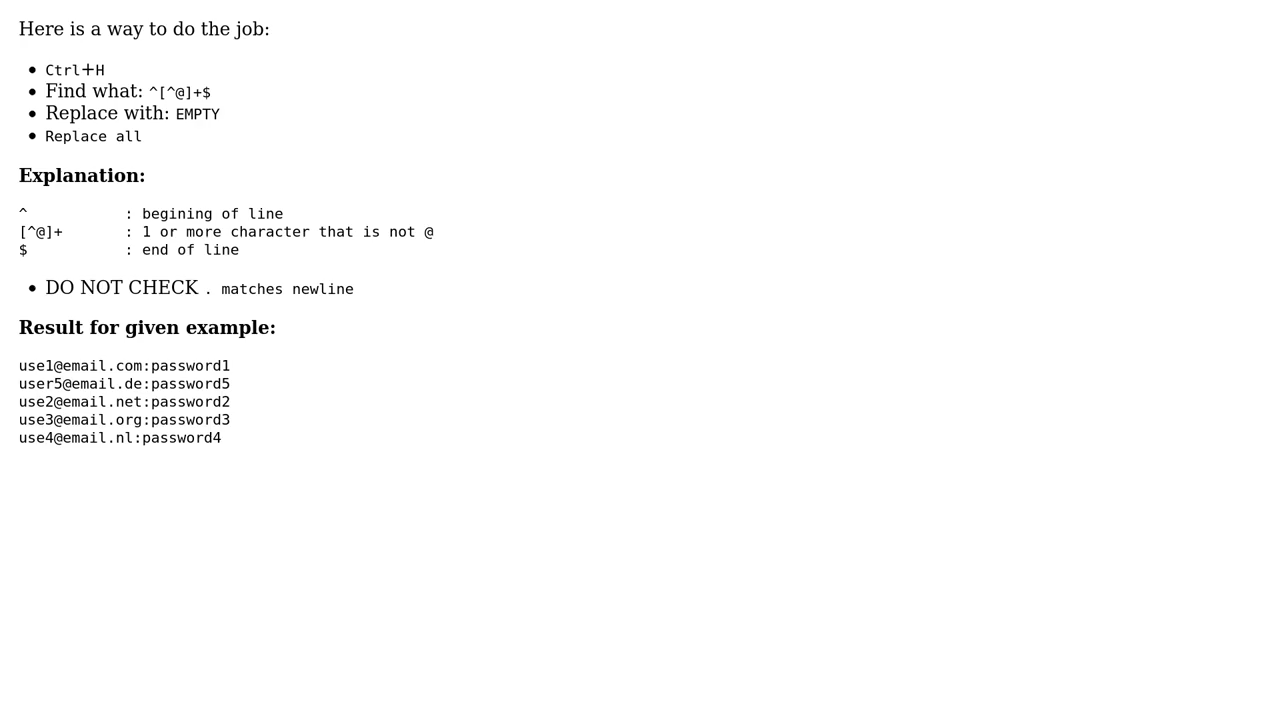 Here is a way to do the job:
Ctrl+H
Find what: ^[^@]+$
Replace with: EMPTY
Replace all
Explanation:
^           : begining of line
[^@]+       : 1 or more character that is not @
$           : end of line
DO NOT CHECK . matches newline
Result for given example:
use1@email.com:password1
user5@email.de:password5
use2@email.net:password2
use3@email.org:password3
use4@email.nl:password4